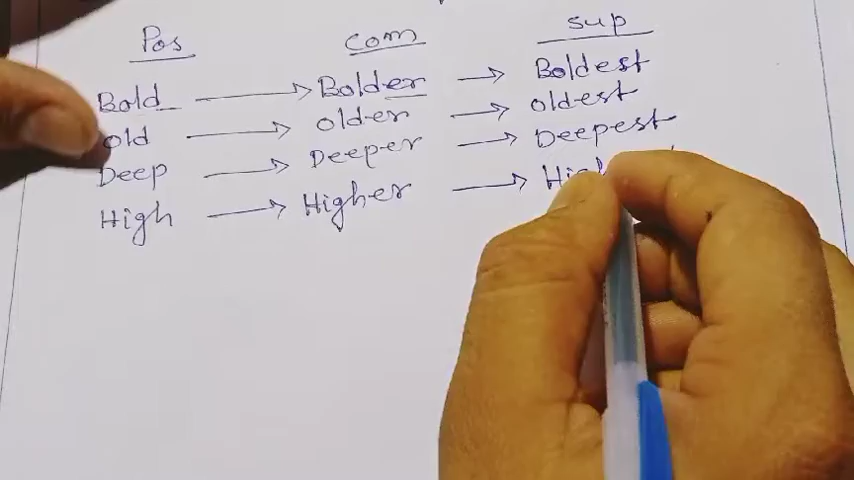 Pos com sup
Bold → Bolder → Boldest
old → older → oldest
Deep → Deeper → Deepest
High → Higher →